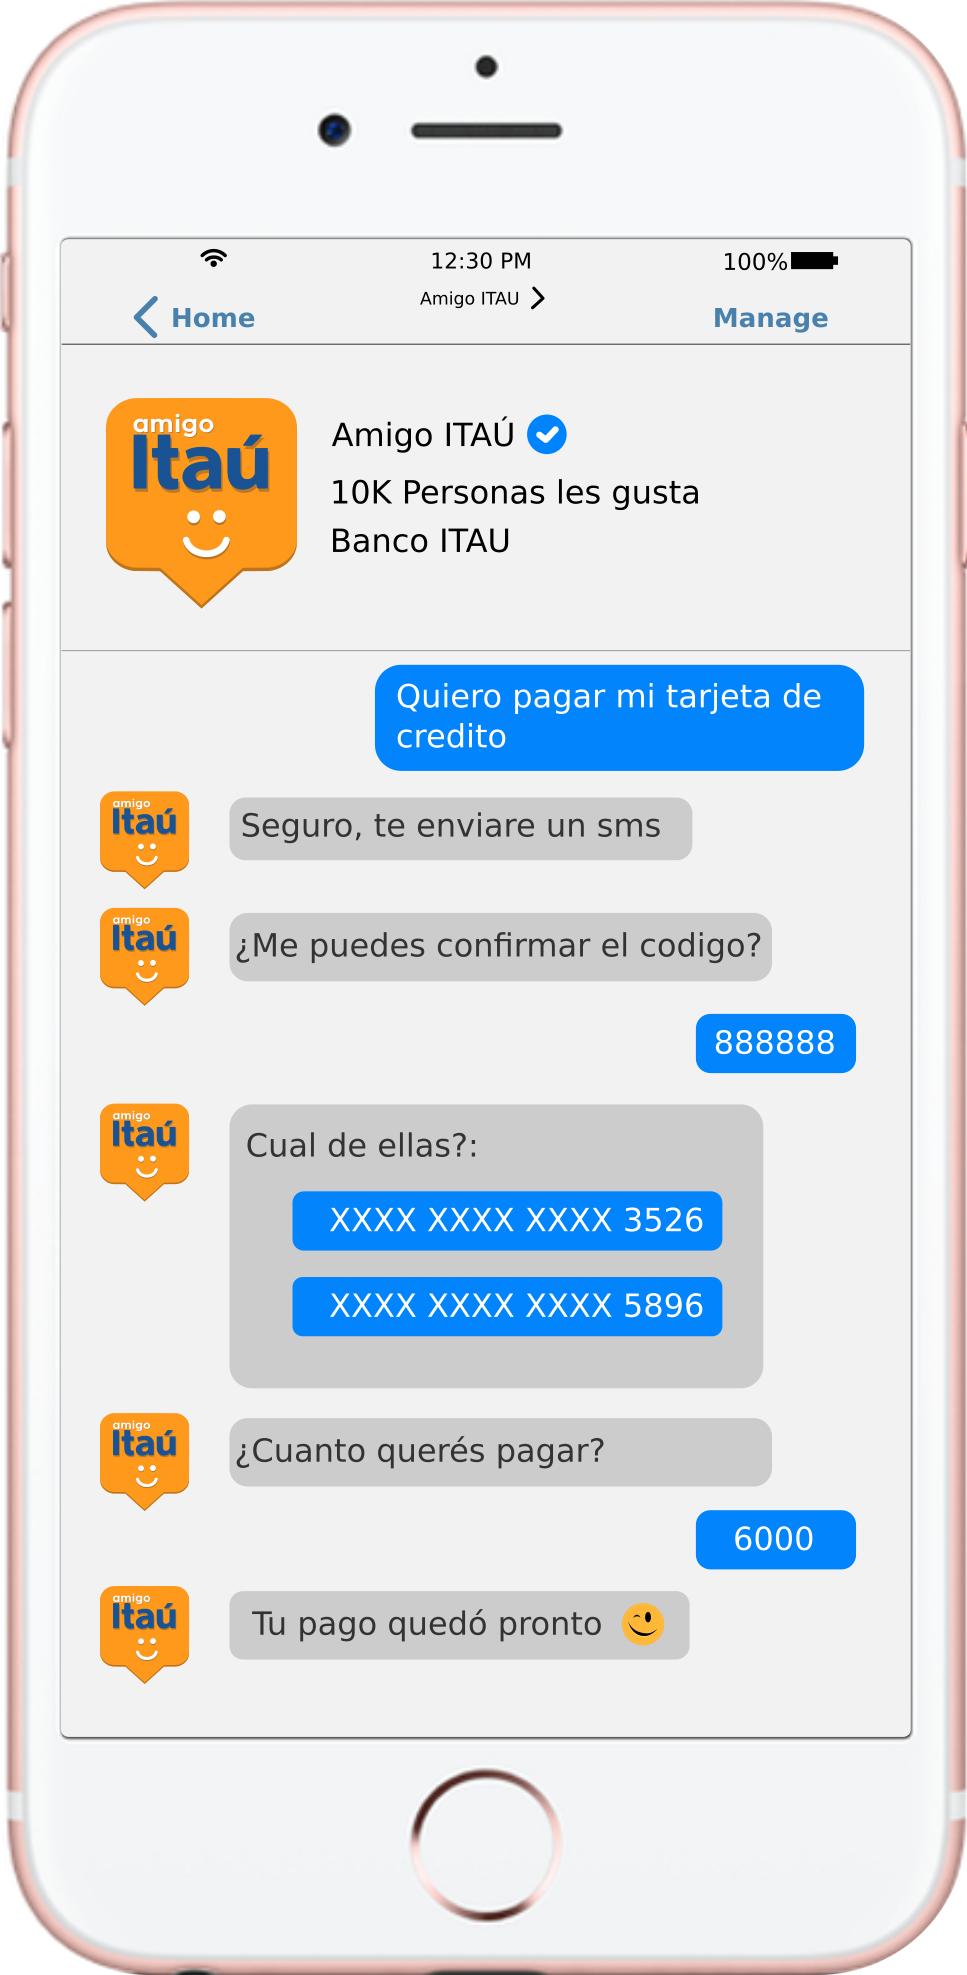 12:30 PM
100%
Amigo ITAU
Home
Manage
amigo
Itaú
Amigo ITAÚ
10K Personas les gusta
Banco ITAU
Quiero pagar mi tarjeta de
credito
amigo
Itaú
Seguro, te enviare un sms
amigo
Itaú
¿Me puedes confirmar el codigo?
888888
amigo
Itaú
Cual de ellas?:
XXXX XXXX XXXX 3526
XXXX XXXX XXXX 5896
amigo
Itaú
¿Cuanto querés pagar?
6000
amigo
Itaú
Tu pago quedó pronto